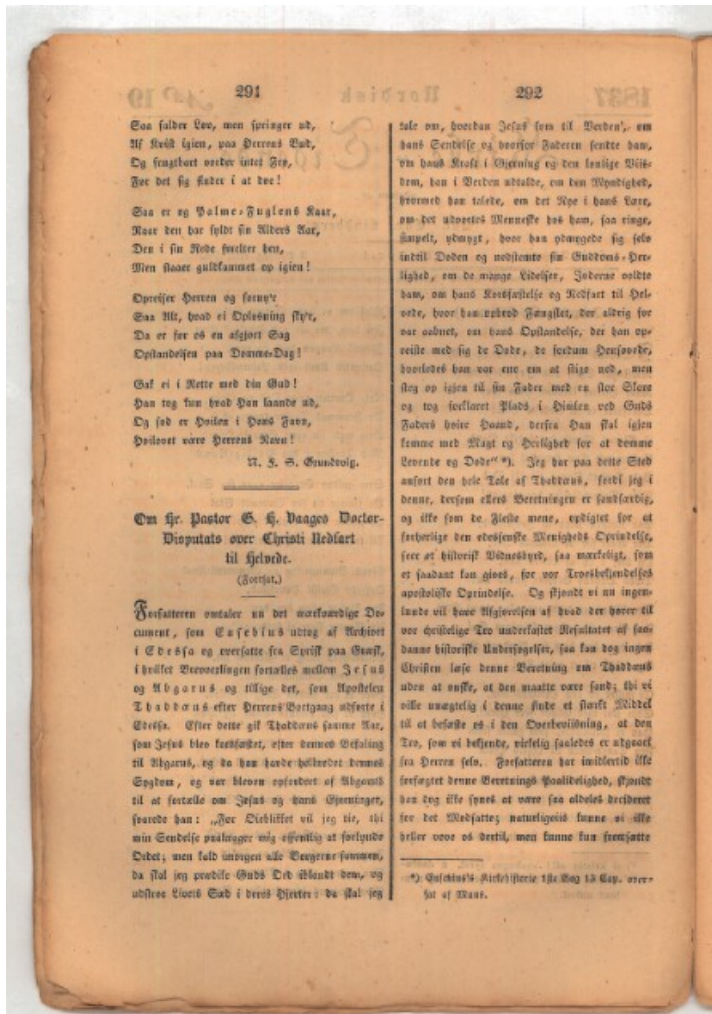 291
Saa falder Løv, men springer ud,
Af Krist igien, paa Herrens Bud,
Og frugtbart vorder intet Frø,
Før det sig finder i at døe!
Saa er og Palme-Fuglens Kaar,
Naar den har fyldt sin Alders Aar,
Den i sin Rede smelter hen,
Men staaer guldkammet op igien!
Opreiser Herren og forny'r
Saa Alt, hvad ei Opløsning sky'r,
Da er for os en afgjort Sag
Opstandelsen paa Domme-Dag!
Gak ei i Rette med din Gud!
Han tog kun hvad Han laande ud,
Og sød er Hvilen i Hans Favn,
Høilovet være Herrens Navn!
N. F. S. Grundtvig.
Om Hr. Pastor G. H. Vaages Doctor-
Disputats over Christi Nedfart
til Helvede.
(Fortsat.)
Forfatteren omtaler nu det mærkværdige Do-
cument, som Eusebius udtog af Archivet
i Edessa og oversatte fra Syrisk paa Græsk,
i hvilket Brevvexlingen fortælles mellem Jesus
og Abgarus og tillige det, som Apostelen
Thaddæus efter Herrens Bortgang udførte i
Edessa. Efter dette gik Thaddæus samme Aar,
som Jesus blev korsfæstet, efter dennes Befaling
til Abgarus, og da han havde helbredet dennes
Sygdom, og var bleven opfordret af Abgarus
til at fortælle om Jesus og hans Gjerninger,
svarede han: „For Øieblikket vil jeg tie, thi
min Sendelse paalægger mig offentlig at forkynde
Ordet; men kald imorgen alle Borgerne sammen,
da skal jeg prædike Guds Ord iblandt dem, og
udstrøe Livets Sæd i deres Hjerter: da skal jeg
292
tale om, hvordan Jesus kom til Verden, om
hans Sendelse og hvorfor Faderen sendte ham,
om hans Kraft i Gjerning og den lønlige Viis-
dom, han i Verden udtalde, om den Myndighed,
hvormed han talede, om det Nye i hans Lære,
om det udvortes Menneske hos ham, saa ringe,
simpelt, ydmygt, hvor han ydmygede sig selv
indtil Døden og nedstemte sin Guddoms-Her-
lighed, om de mange Lidelser, Jøderne voldte
ham, om hans Korsfæstelse og Nedfart til Hel-
vede, hvor han opbrød Fængslet, der aldrig før
var aabnet, om hans Opstandelse, der han op-
reiste med sig de Døde, de fordum Hensovede,
hvorledes han var ene om at stige ned, men
steg op igjen til sin Fader med en stor Skare
og tog forklaret Plads i Himlen ved Guds
Faders høire Haand, derfra Han skal igjen
komme med Magt og Herlighed for at dømme
Levende og Døde" *). Jeg har paa dette Sted
anført den hele Tale af Thaddæus, fordi jeg i
denne, dersom ellers Beretningen er sandfærdig,
og ikke som de Fleste mene, opdigtet for at
forherlige den edessenske Menigheds Oprindelse,
seer et historisk Vidnesbyrd, saa mærkeligt, som
et saadant kan gives, for vor Troesbekjendelses
apostoliske Oprindelse. Og skjøndt vi nu ingen-
lunde vil have Afgjørelsen af hvad der hører til
vor christelige Tro underkastet Resultatet af saa-
danne historiske Undersøgelser, saa kan dog ingen
Christen læse denne Beretning om Thaddæus
uden at ønske, at den maatte være sand; thi vi
ville unægtelig i denne finde et stærkt Middel
til at befæste os i den Overbeviisning, at den
Tro, som vi bekjende, virkelig saaledes er udgaaet
fra Herren selv. Forfatteren har imidlertid ikke
forfægtet denne Beretnings Paalidelighed, skjøndt
han dog ikke synes at være saa aldeles decideret
for det Modsatte; naturligviis kunne vi ikke
heller vove os dertil, men kunne kun fremsætte
*) Eusebius's Kirkehistorie 1ste Bog 13 Cap. over-
sat af Muus.